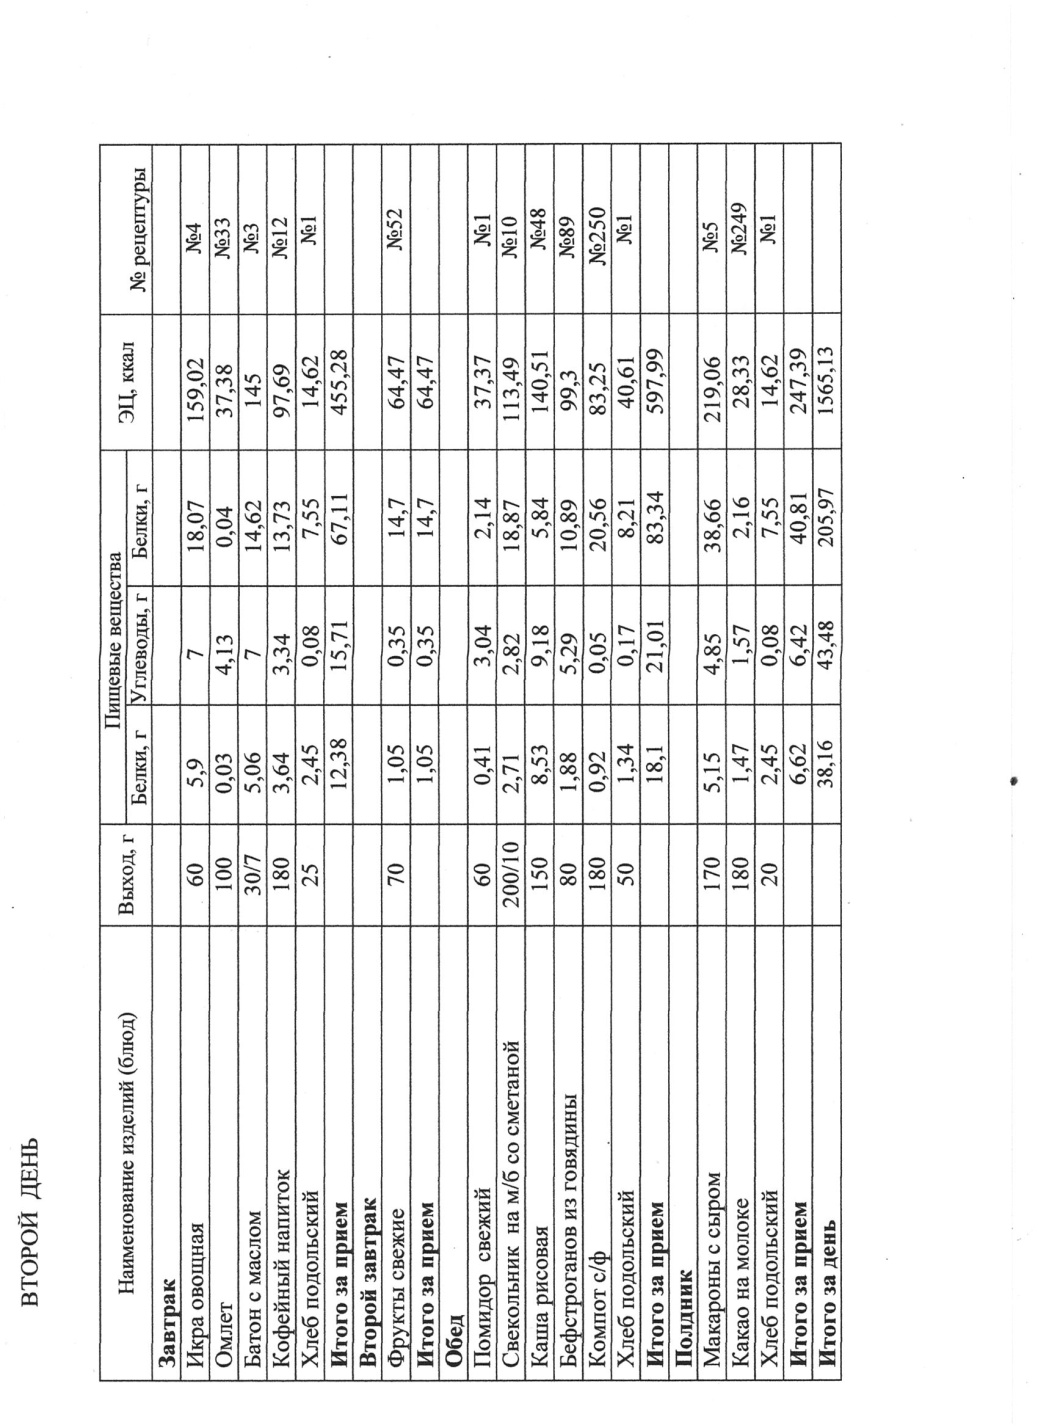 ВТОРОЙ ДЕНЬ
Наименование изделий (блюд) Выход, г Пищевые вещества ЭЦ, ккал № рецептуры
Белки, г Углеводы, г Белки, г
Завтрак
Икра овощная 60 5,9 7 18,07 159,02 №4
Омлет 100 0,03 4,13 0,04 37,38 №33
Батон с маслом 30/7 5,06 7 14,62 145 №3
Кофейный напиток 180 3,64 3,34 13,73 97,69 №12
Хлеб подольский 25 2,45 0,08 7,55 14,62 №1
Итого за прием 12,38 15,71 67,11 455,28
Второй завтрак
Фрукты свежие 70 1,05 0,35 14,7 64,47 №52
Итого за прием 1,05 0,35 14,7 64,47
Обед
Помидор свежий 60 0,41 3,04 2,14 37,37 №1
Свекольник на м/б со сметаной 200/10 2,71 2,82 18,87 113,49 №10
Каша рисовая 150 8,53 9,18 5,84 140,51 №48
Бефстроганов из говядины 80 1,88 5,29 10,89 99,3 №89
Компот с/ф 180 0,92 0,05 20,56 83,25 №250
Хлеб подольский 50 1,34 0,17 8,21 40,61 №1
Итого за прием 18,1 21,01 83,34 597,99
Полдник
Макароны с сыром 170 5,15 4,85 38,66 219,06 №5
Какао на молоке 180 1,47 1,57 2,16 28,33 №249
Хлеб подольский 20 2,45 0,08 7,55 14,62 №1
Итого за прием 6,62 6,42 40,81 247,39
Итого за день 38,16 43,48 205,97 1565,13